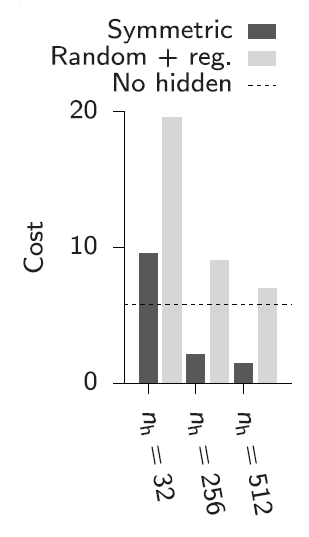 Symmetric
Random + reg.
No hidden
20
10
0
Cost
nₕ = 32
nₕ = 256
nₕ = 512